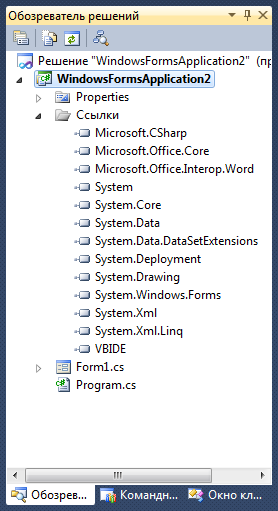 Обозреватель решений
Решение "WindowsFormsApplication2" (пр
WindowsFormsApplication2
Properties
Ссылки
Microsoft.CSharp
Microsoft.Office.Core
Microsoft.Office.Interop.Word
System
System.Core
System.Data
System.Data.DataSetExtensions
System.Deployment
System.Drawing
System.Windows.Forms
System.Xml
System.Xml.Linq
VBIDE
Form1.cs
Program.cs
Обозрев... Командн... Окно кл...